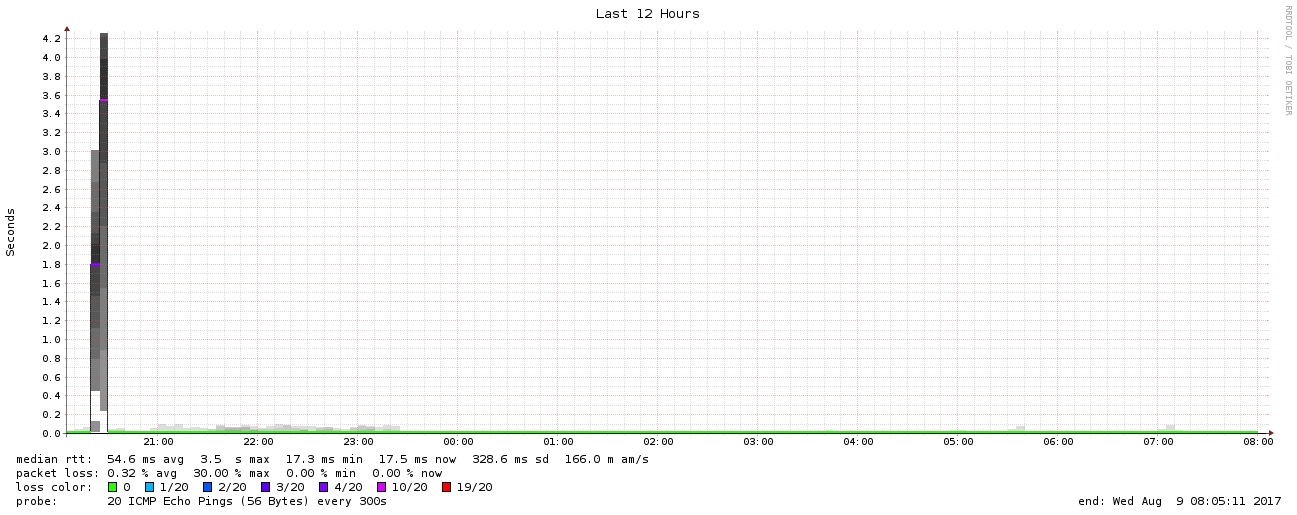 Last 12 Hours
RRDTOOL / TOBI OETIKER
Seconds
4.2
4.0
3.8
3.6
3.4
3.2
3.0
2.8
2.6
2.4
2.2
2.0
1.8
1.6
1.4
1.2
1.0
0.8
0.6
0.4
0.2
0.0
21:00 22:00 23:00 00:00 01:00 02:00 03:00 04:00 05:00 06:00 07:00 08:00
median rtt: 54.6 ms avg 3.5 s max 17.3 ms min 17.5 ms now 328.6 ms sd 166.0 m am/s
packet loss: 0.32 % avg 30.00 % max 0.00 % min 0.00 % now
loss color: 0 1/20 2/20 3/20 4/20 10/20 19/20
probe: 20 ICMP Echo Pings (56 Bytes) every 300s end: Wed Aug 9 08:05:11 2017